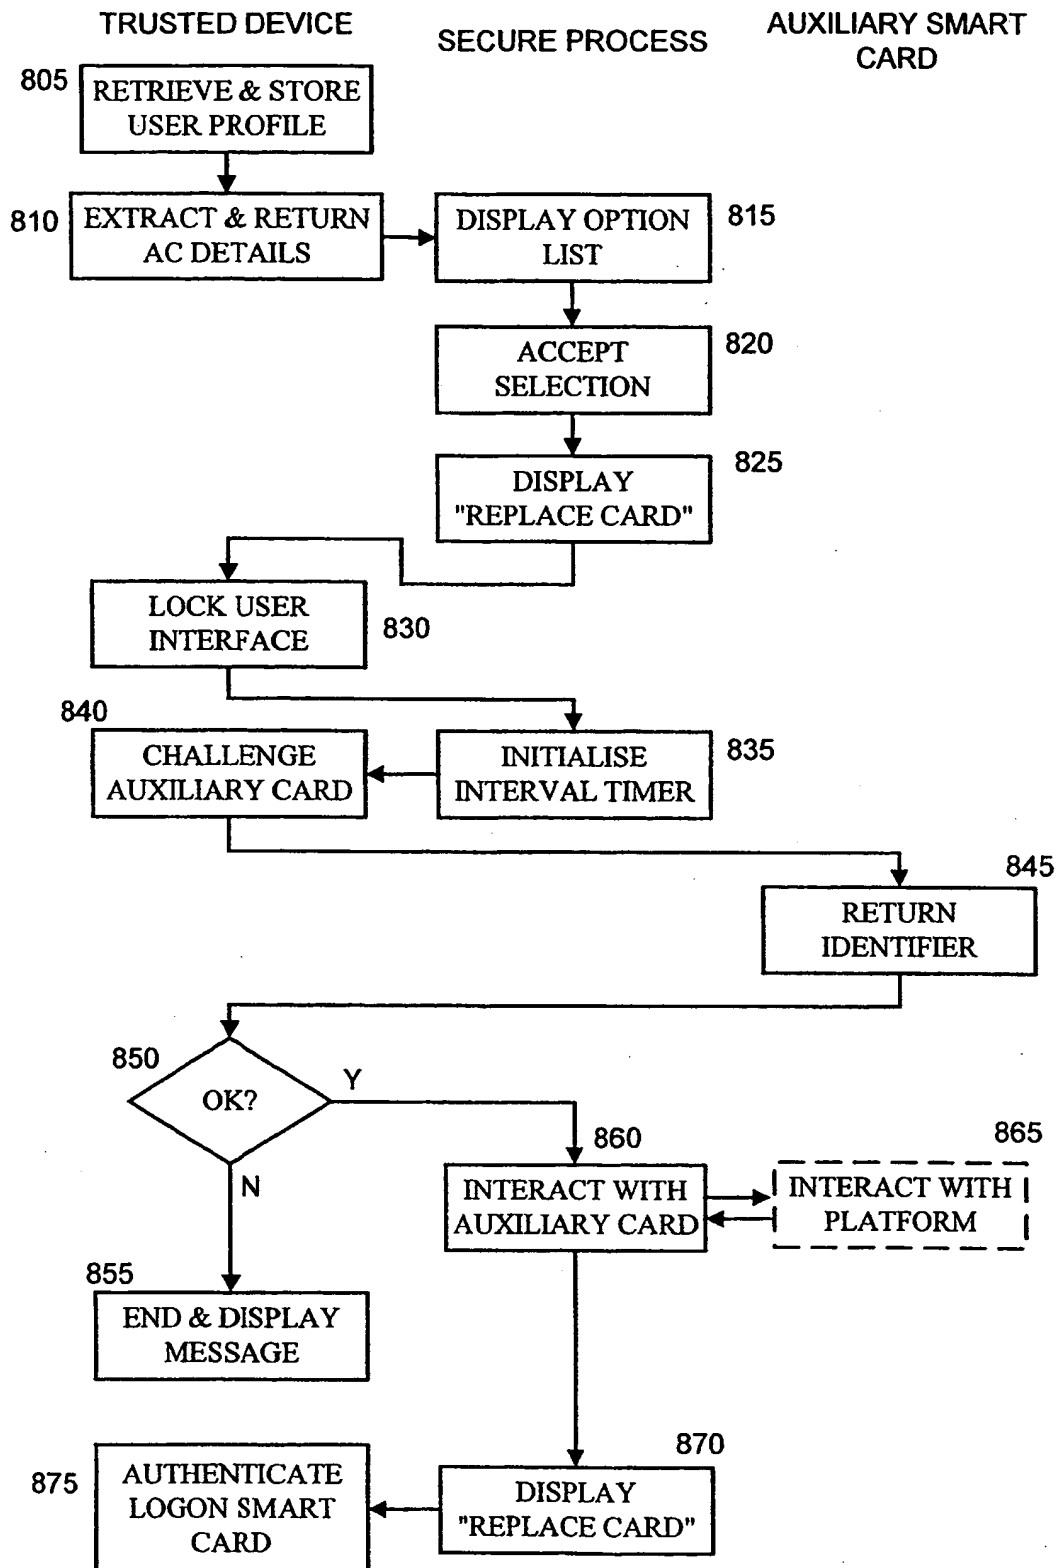 TRUSTED DEVICE
SECURE PROCESS
AUXILIARY SMART
CARD
805
RETRIEVE & STORE
USER PROFILE
810
EXTRACT & RETURN
AC DETAILS
DISPLAY OPTION
LIST
815
ACCEPT
SELECTION
820
DISPLAY
"REPLACE CARD"
825
LOCK USER
INTERFACE
830
840
CHALLENGE
AUXILIARY CARD
INITIALISE
INTERVAL TIMER
835
845
RETURN
IDENTIFIER
850
OK?
Y
N
860
INTERACT WITH
AUXILIARY CARD
865
INTERACT WITH
PLATFORM
855
END & DISPLAY
MESSAGE
870
DISPLAY
"REPLACE CARD"
875
AUTHENTICATE
LOGON SMART
CARD